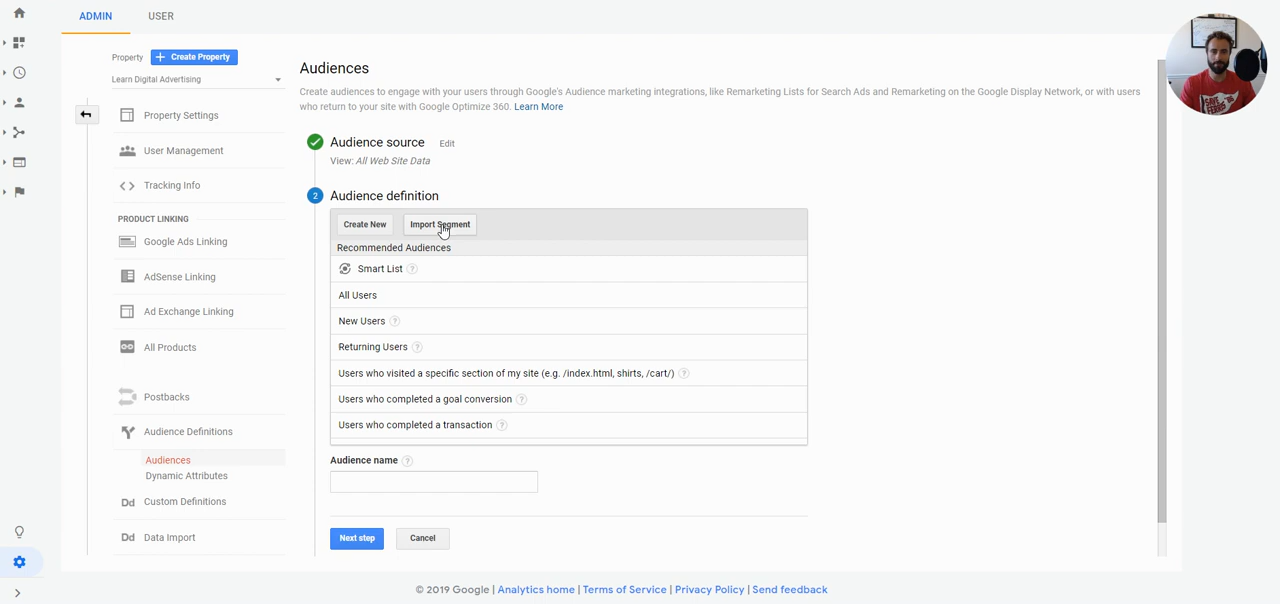 ADMIN
USER
Property
Create Property
Learn Digital Advertising
Property Settings
User Management
Tracking Info
PRODUCT LINKING
Google Ads Linking
AdSense Linking
Ad Exchange Linking
All Products
Postbacks
Audience Definitions
Audiences
Dynamic Attributes
Dd Custom Definitions
Dd Data Import
Audiences
Create audiences to engage with your users through Google's Audience marketing integrations, like Remarketing Lists for Search Ads and Remarketing on the Google Display Network, or with users
who return to your site with Google Optimize 360. Learn More
Audience source Edit
View: All Web Site Data
2 Audience definition
Create New
Import Segment
Recommended Audiences
Smart List ?
All Users
New Users ?
Returning Users ?
Users who visited a specific section of my site (e.g. /index.html, shirts, /cart/) ?
Users who completed a goal conversion ?
Users who completed a transaction ?
Audience name ?
Next step
Cancel
© 2019 Google | Analytics home | Terms of Service | Privacy Policy | Send feedback
SAVE
FERRIS